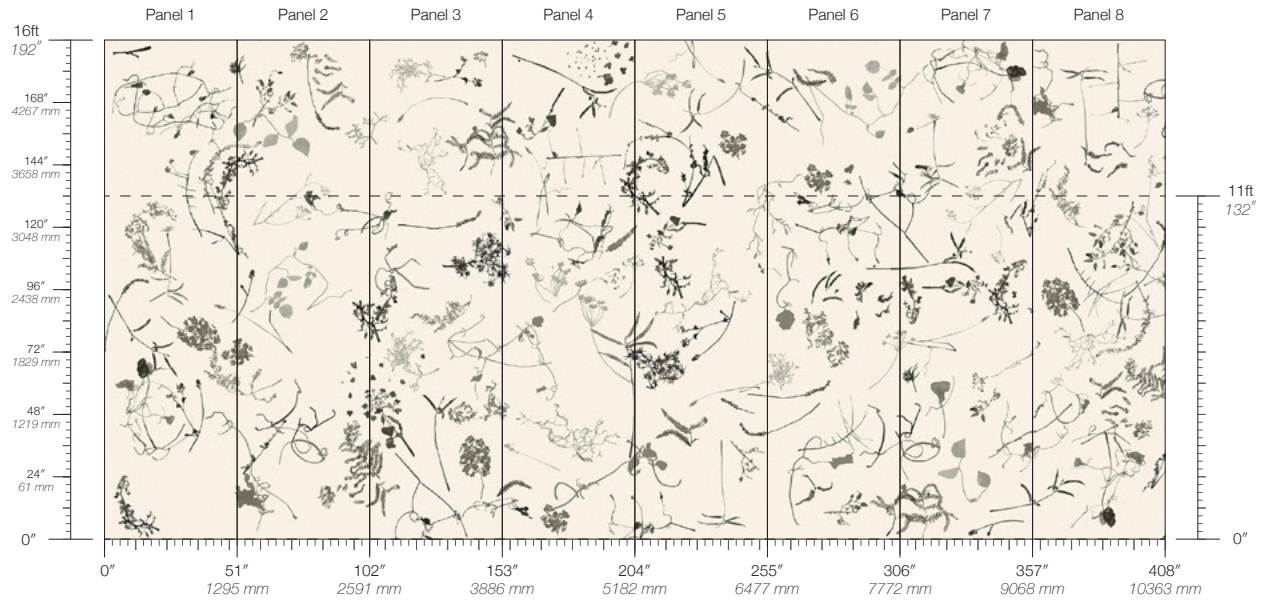 Panel 1 Panel 2 Panel 3 Panel 4 Panel 5 Panel 6 Panel 7 Panel 8
16ft
192″
168″
4267 mm
144″
3658 mm
11ft
132″
120″
3048 mm
96″
2438 mm
72″
1829 mm
48″
1219 mm
24″
61 mm
0″ 0″
0″ 51″ 102″ 153″ 204″ 255″ 306″ 357″ 408″
1295 mm 2591 mm 3886 mm 5182 mm 6477 mm 7772 mm 9068 mm 10363 mm